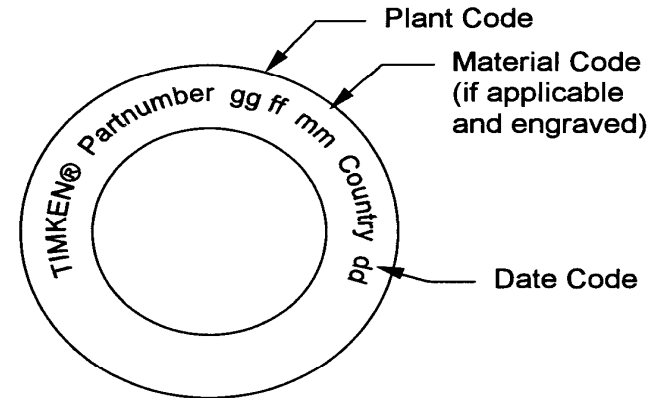 Plant Code
Material Code
(if applicable
and engraved)
TIMKEN® Partnumber gg ff mm Country dd
Date Code